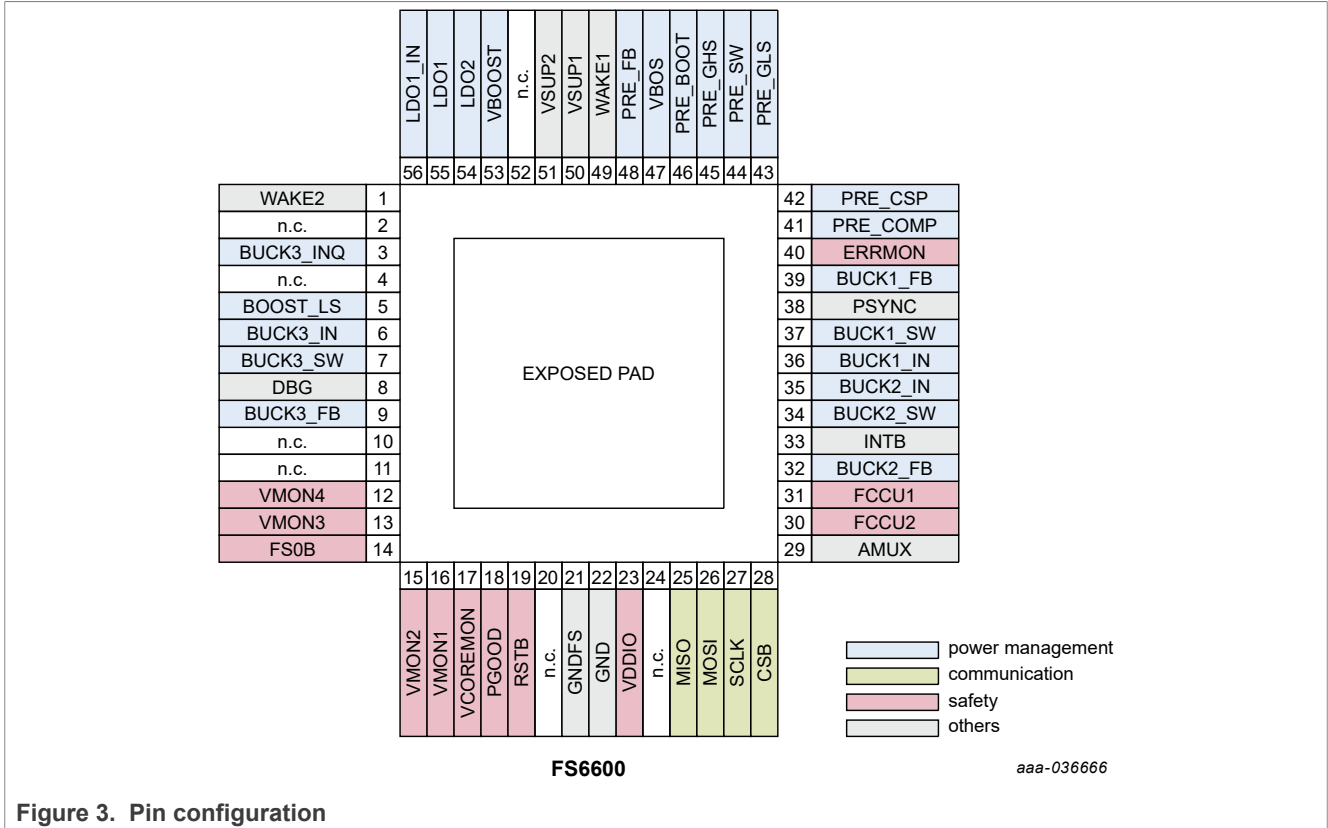 LDO1_IN
LDO1
LDO2
VBOOST
n.c.
VSUP2
VSUP1
WAKE1
PRE_FB
VBOS
PRE_BOOT
PRE_GHS
PRE_SW
PRE_GLS
56 55 54 53 52 51 50 49 48 47 46 45 44 43
WAKE2 1
n.c. 2
BUCK3_INQ 3
n.c. 4
BOOST_LS 5
BUCK3_IN 6
BUCK3_SW 7
DBG 8
BUCK3_FB 9
n.c. 10
n.c. 11
VMON4 12
VMON3 13
FS0B 14
EXPOSED PAD
42 PRE_CSP
41 PRE_COMP
40 ERRMON
39 BUCK1_FB
38 PSYNC
37 BUCK1_SW
36 BUCK1_IN
35 BUCK2_IN
34 BUCK2_SW
33 INTB
32 BUCK2_FB
31 FCCU1
30 FCCU2
29 AMUX
15 16 17 18 19 20 21 22 23 24 25 26 27 28
VMON2
VMON1
VCOREMON
PGOOD
RSTB
n.c.
GNDFS
GND
VDDIO
n.c.
MISO
MOSI
SCLK
CSB
power management
communication
safety
others
FS6600
aaa-036666
Figure 3. Pin configuration